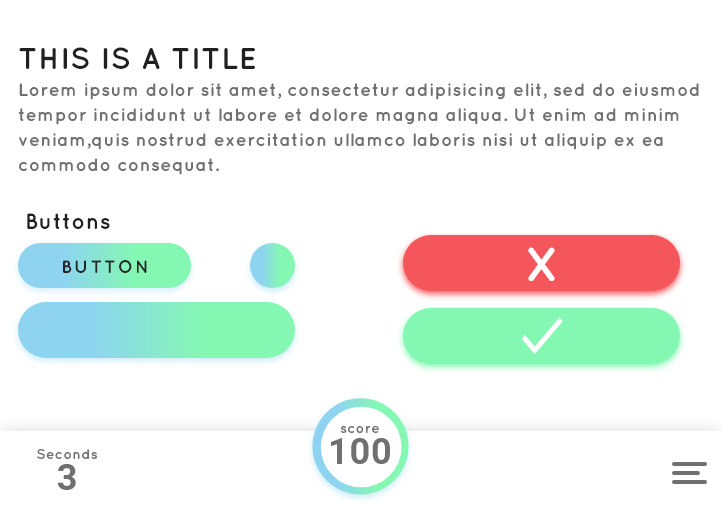 THIS IS A TITLE
Lorem ipsum dolor sit amet, consectetur adipisicing elit, sed do eiusmod
tempor incididunt ut labore et dolore magna aliqua. Ut enim ad minim
veniam,quis nostrud exercitation ullamco laboris nisi ut aliquip ex ea
commodo consequat.
Buttons
BUTTON
score
100
Seconds
3